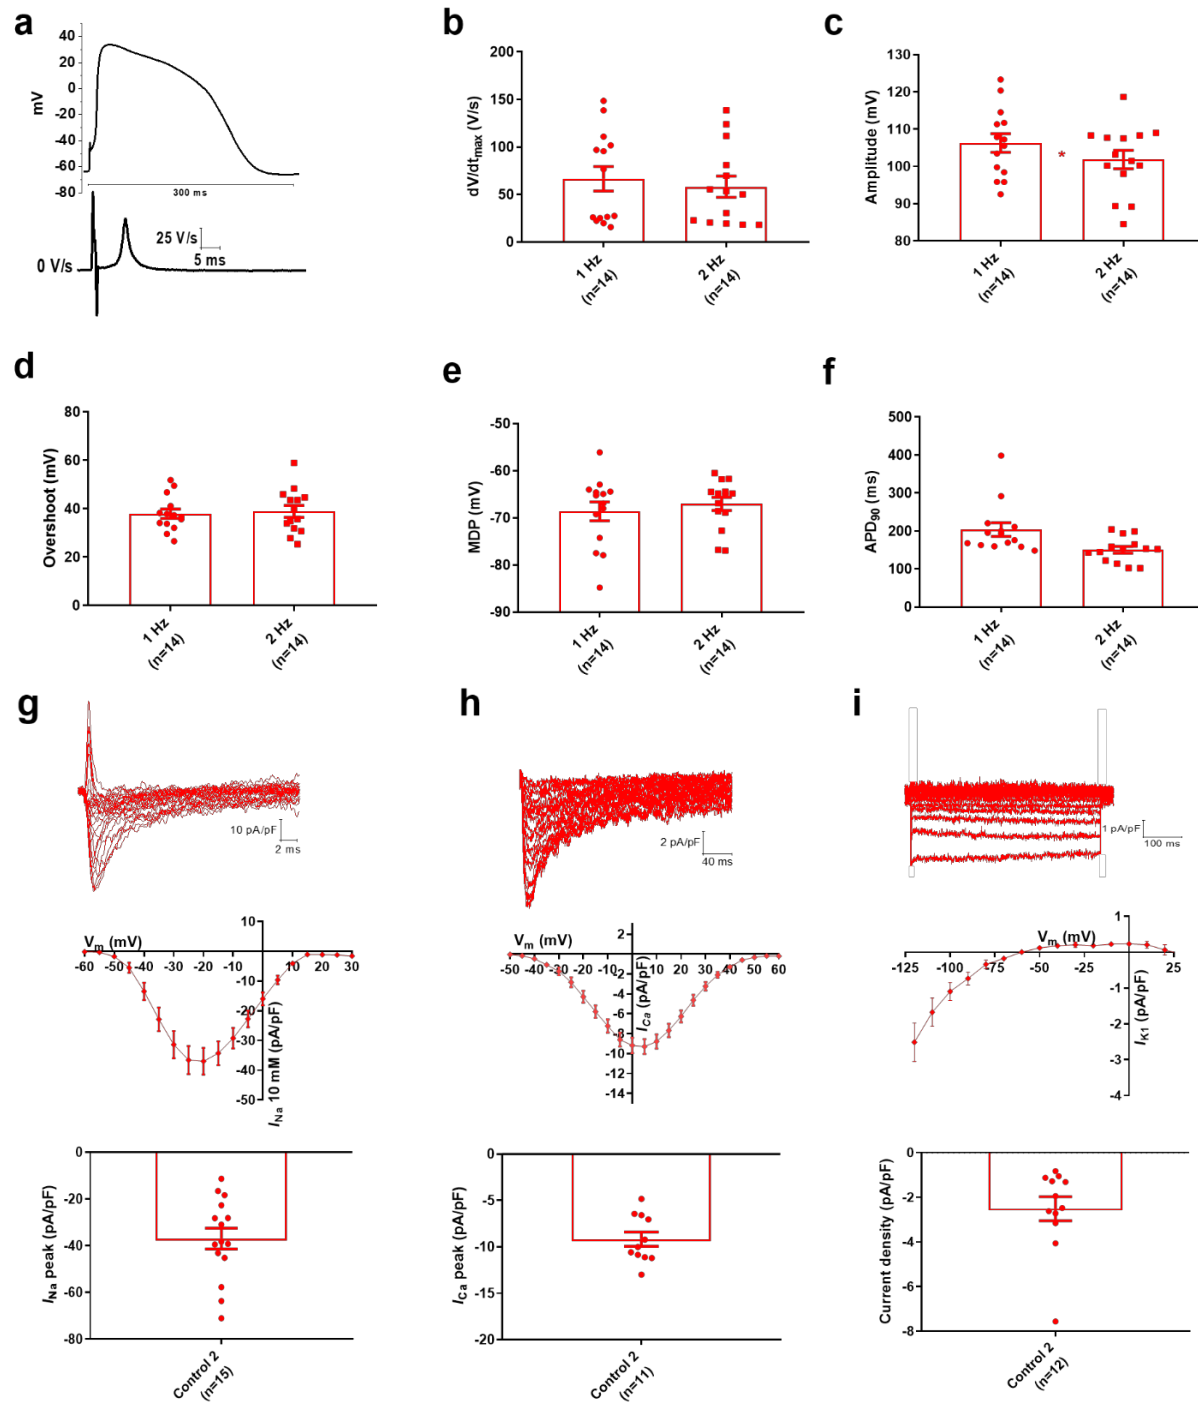 a
40
20
0
-20
-40
-60
-80
mV
300 ms
25 V/s
5 ms
0 V/s
b
200
150
100
50
0
dV/dtmax (V/s)
1 Hz
(n=14)
2 Hz
(n=14)
c
130
120
110
100
90
80
Amplitude (mV)
*
1 Hz
(n=14)
2 Hz
(n=14)
d
80
60
40
20
0
Overshoot (mV)
1 Hz
(n=14)
2 Hz
(n=14)
e
-50
-60
-70
-80
-90
MDP (mV)
1 Hz
(n=14)
2 Hz
(n=14)
f
500
400
300
200
100
0
APD90 (ms)
1 Hz
(n=14)
2 Hz
(n=14)
g
10 pA/pF
2 ms
Vm (mV)
-60 -50 -40 -30 -20 -10 0 10 20 30
10
-10
-20
-30
-40
-50
INa 10 mM (pA/pF)
0
-20
-40
-60
-80
INa peak (pA/pF)
Control 2
(n=15)
h
2 pA/pF
40 ms
Vm (mV)
-50 -40 -30 -20 -10 0 10 20 30 40 50 60
2
-2
-4
-6
-8
-10
-12
-14
ICa (pA/pF)
0
-5
-10
-15
-20
ICa peak (pA/pF)
Control 2
(n=11)
i
1 pA/pF
100 ms
Vm (mV)
-125 -100 -75 -50 -25 0 25
1
-1
-2
-3
-4
IK1 (pA/pF)
0
-2
-4
-6
-8
Current density (pA/pF)
Control 2
(n=12)